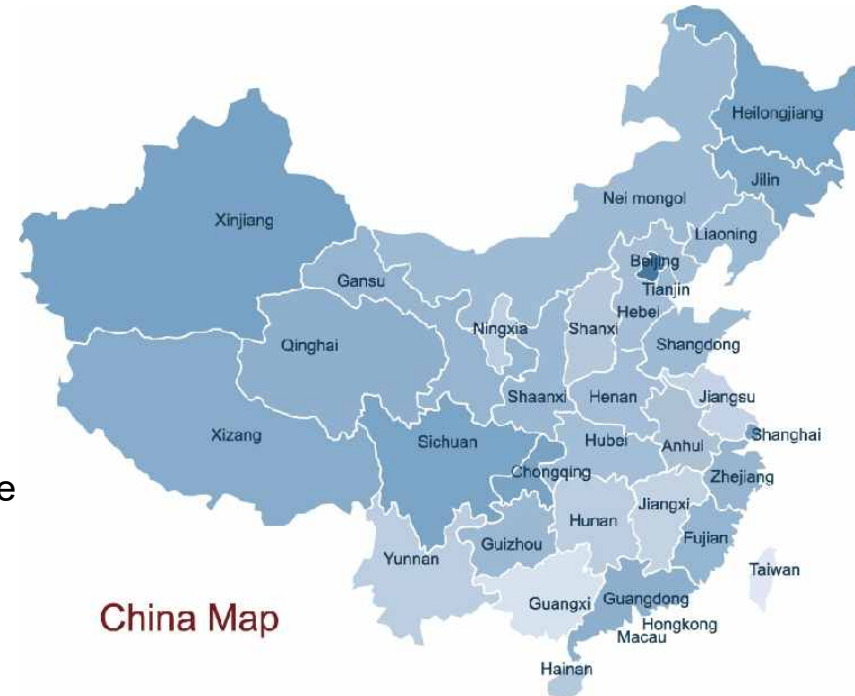 Heilongjiang
Jilin
Nei mongol
Xinjiang
Liaoning
Beijing
Gansu
Tianjin
Hebei
Ningxia
Shanxi
Qinghai
Shangdong
Shaanxi
Henan
Jiangsu
Xizang
Sichuan
Hubei
Anhui
Shanghai
Chongqing
Zhejiang
e
Jiangxi
Hunan
Fujian
Guizhou
Yunnan
Taiwan
Guangxi
Guangdong
China Map
Hongkong
Macau
Hainan